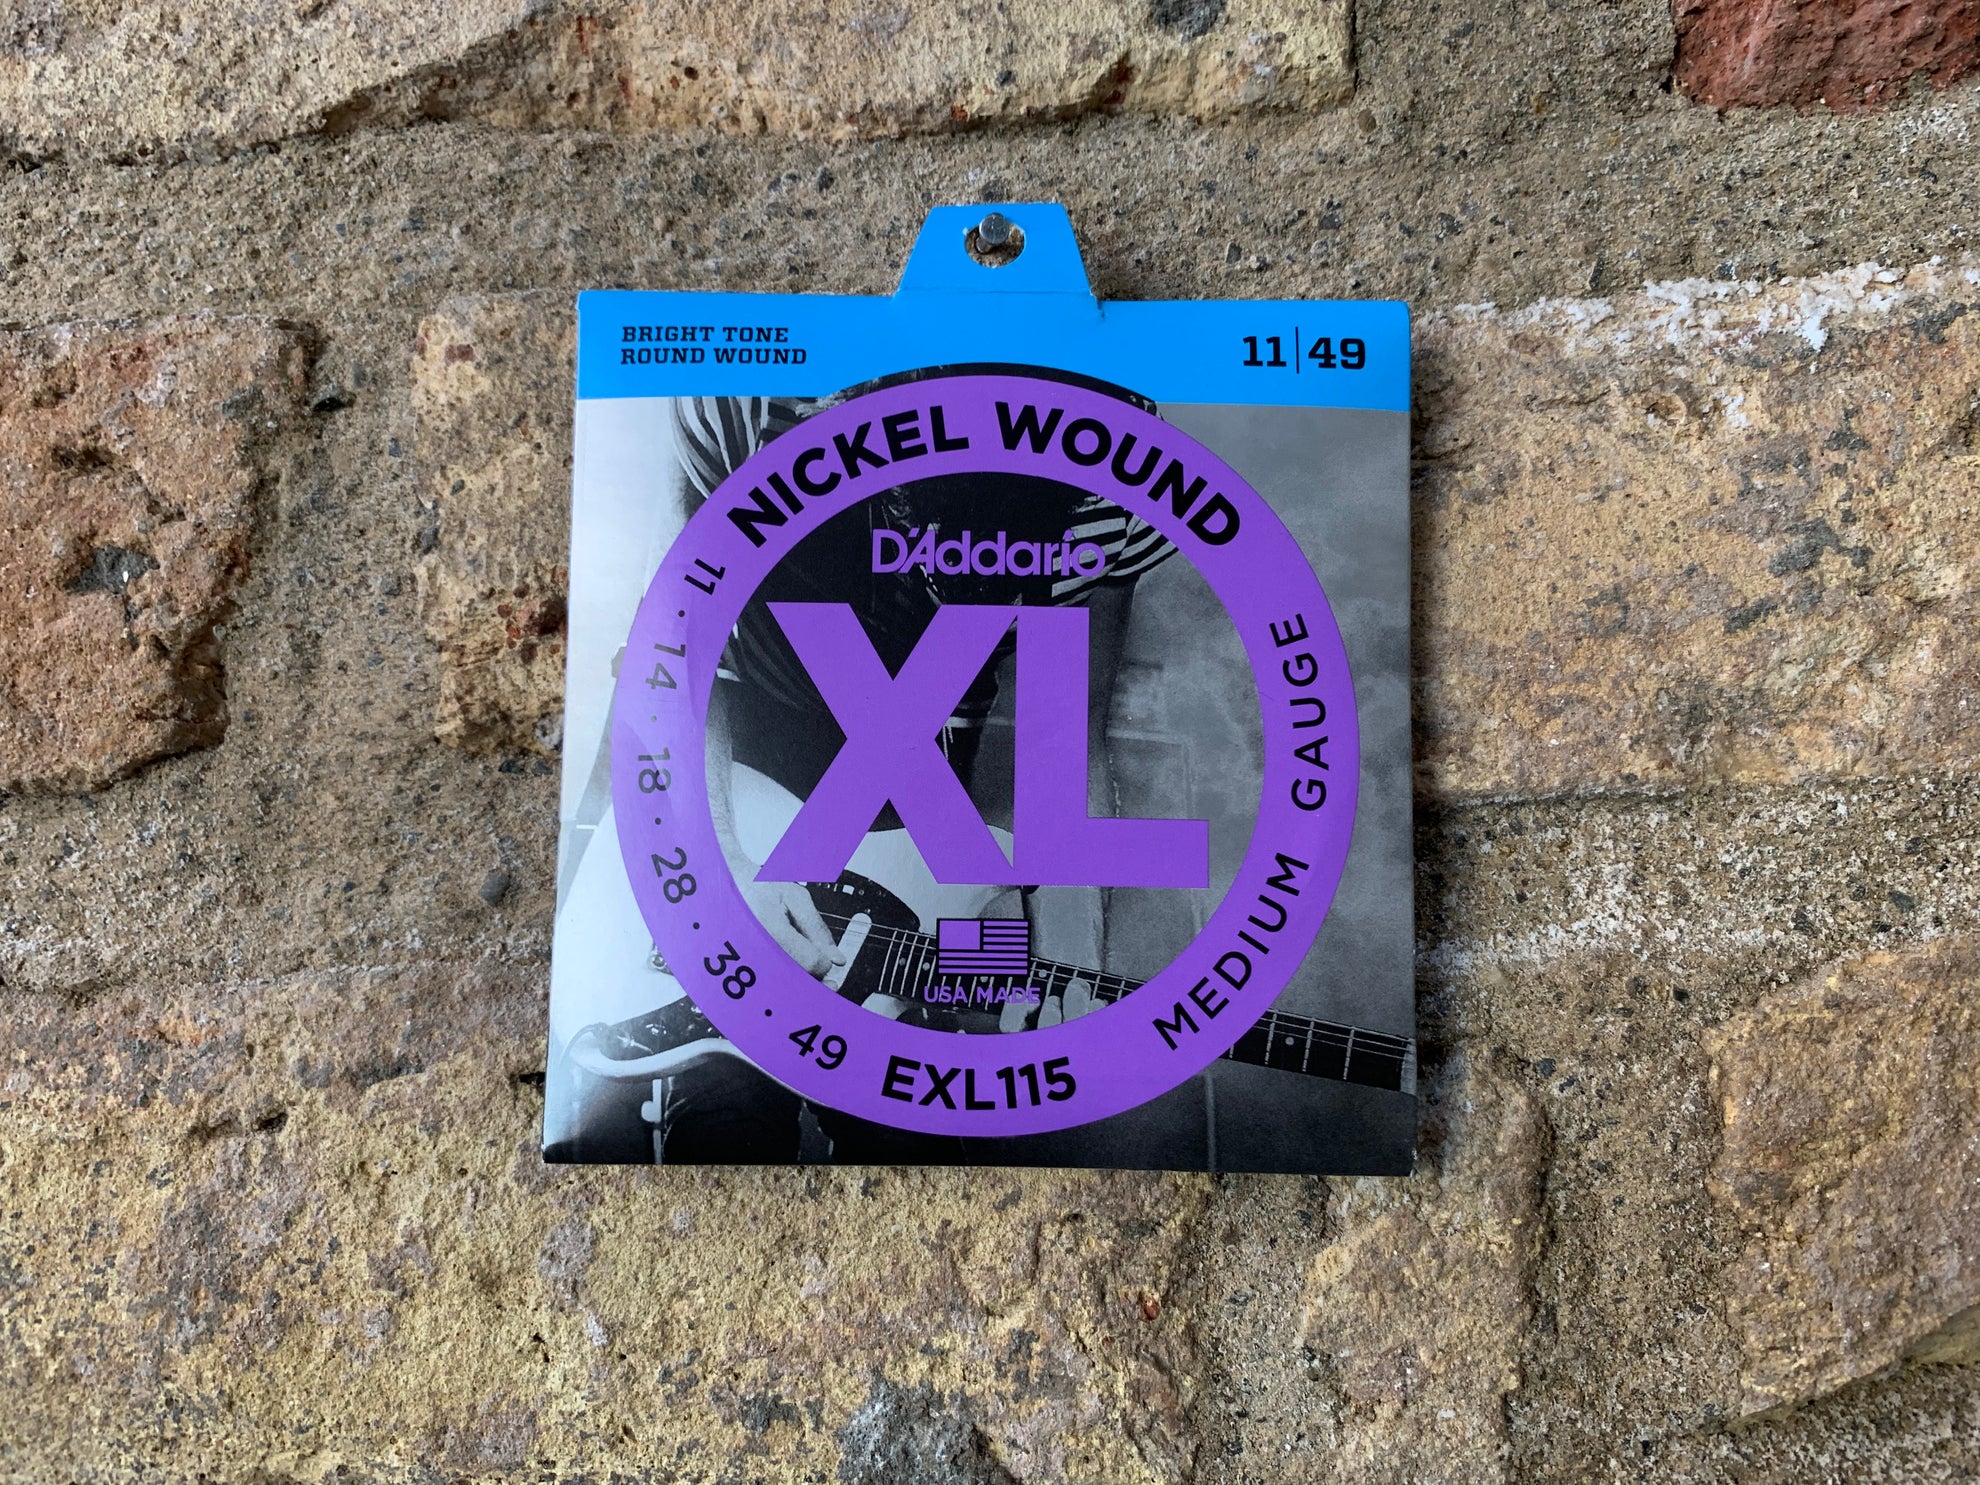 BRIGHT TONE
ROUND WOUND
11|49
NICKEL WOUND
D'Addario
XL
USA MADE
11 · 14 · 18 · 28 · 38 · 49
EXL115
MEDIUM GAUGE